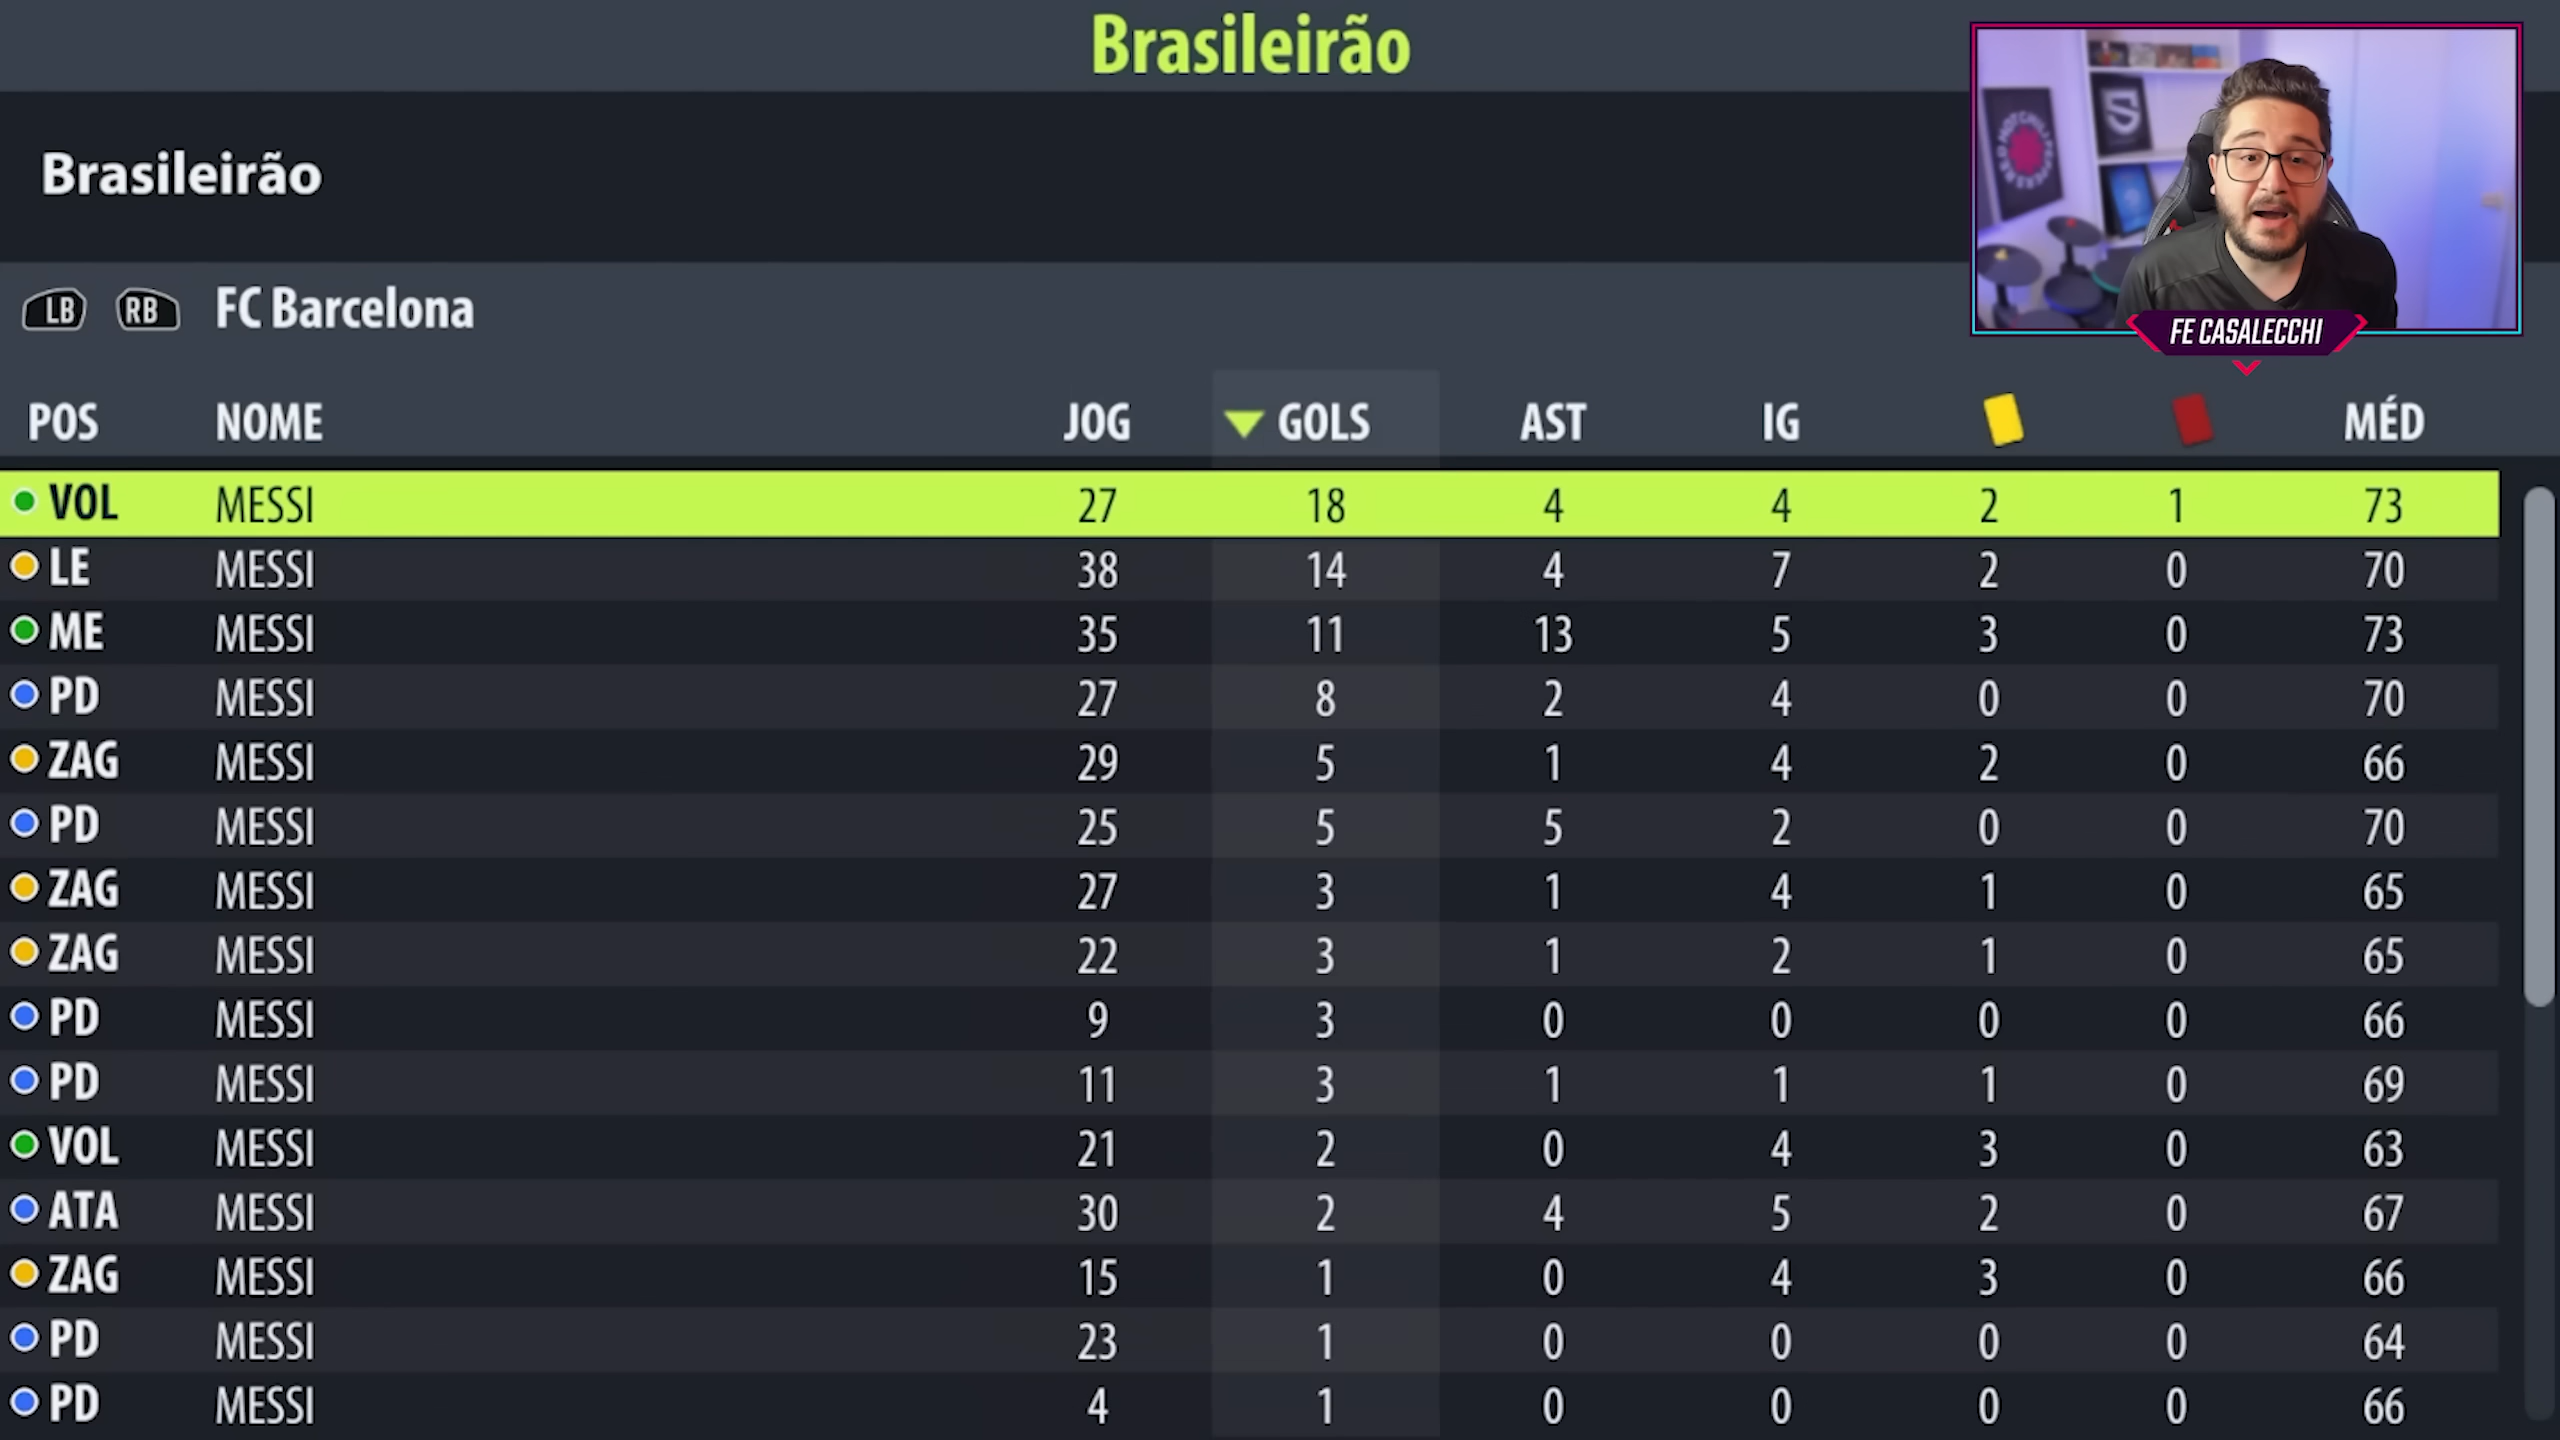 Brasileirão
Brasileirão
LB RB FC Barcelona
FE CASALECCHI
POS NOME JOG GOLS AST IG MÉD
VOL MESSI 27 18 4 4 2 1 73
LE MESSI 38 14 4 7 2 0 70
ME MESSI 35 11 13 5 3 0 73
PD MESSI 27 8 2 4 0 0 70
ZAG MESSI 29 5 1 4 2 0 66
PD MESSI 25 5 5 2 0 0 70
ZAG MESSI 27 3 1 4 1 0 65
ZAG MESSI 22 3 1 2 1 0 65
PD MESSI 9 3 0 0 0 0 66
PD MESSI 11 3 1 1 1 0 69
VOL MESSI 21 2 0 4 3 0 63
ATA MESSI 30 2 4 5 2 0 67
ZAG MESSI 15 1 0 4 3 0 66
PD MESSI 23 1 0 0 0 0 64
PD MESSI 4 1 0 0 0 0 66